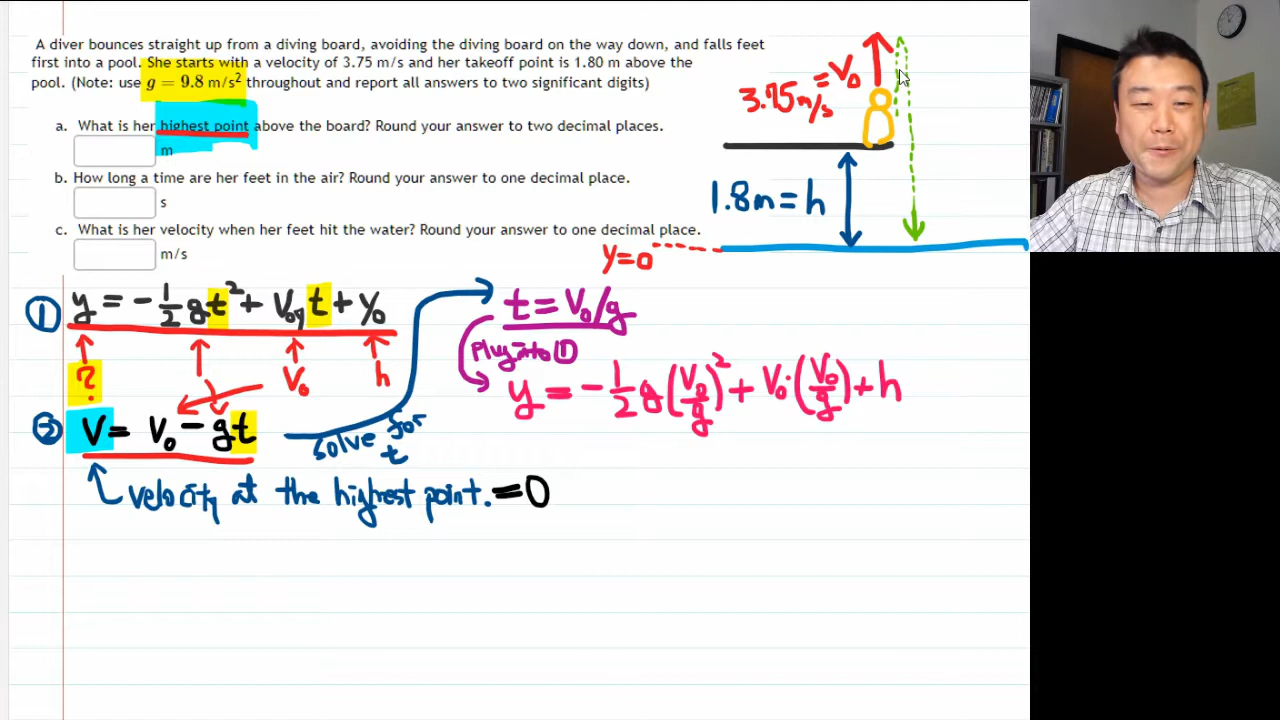 A diver bounces straight up from a diving board, avoiding the diving board on the way down, and falls feet
first into a pool. She starts with a velocity of 3.75 m/s and her takeoff point is 1.80 m above the
pool. (Note: use g = 9.8 m/s² throughout and report all answers to two significant digits)
a. What is her highest point above the board? Round your answer to two decimal places.
m
b. How long a time are her feet in the air? Round your answer to one decimal place.
s
c. What is her velocity when her feet hit the water? Round your answer to one decimal place.
m/s
3.75m/s = V₀
1.8m = h
y=0
① y = -1/2 gt² + V₀y t + y₀
? V₀ h
② V = V₀ - gt
solve for t
t = V₀/g
Plug into ①
y = -1/2 g (V₀/g)² + V₀·(V₀/g) + h
velocity at the highest point. = 0